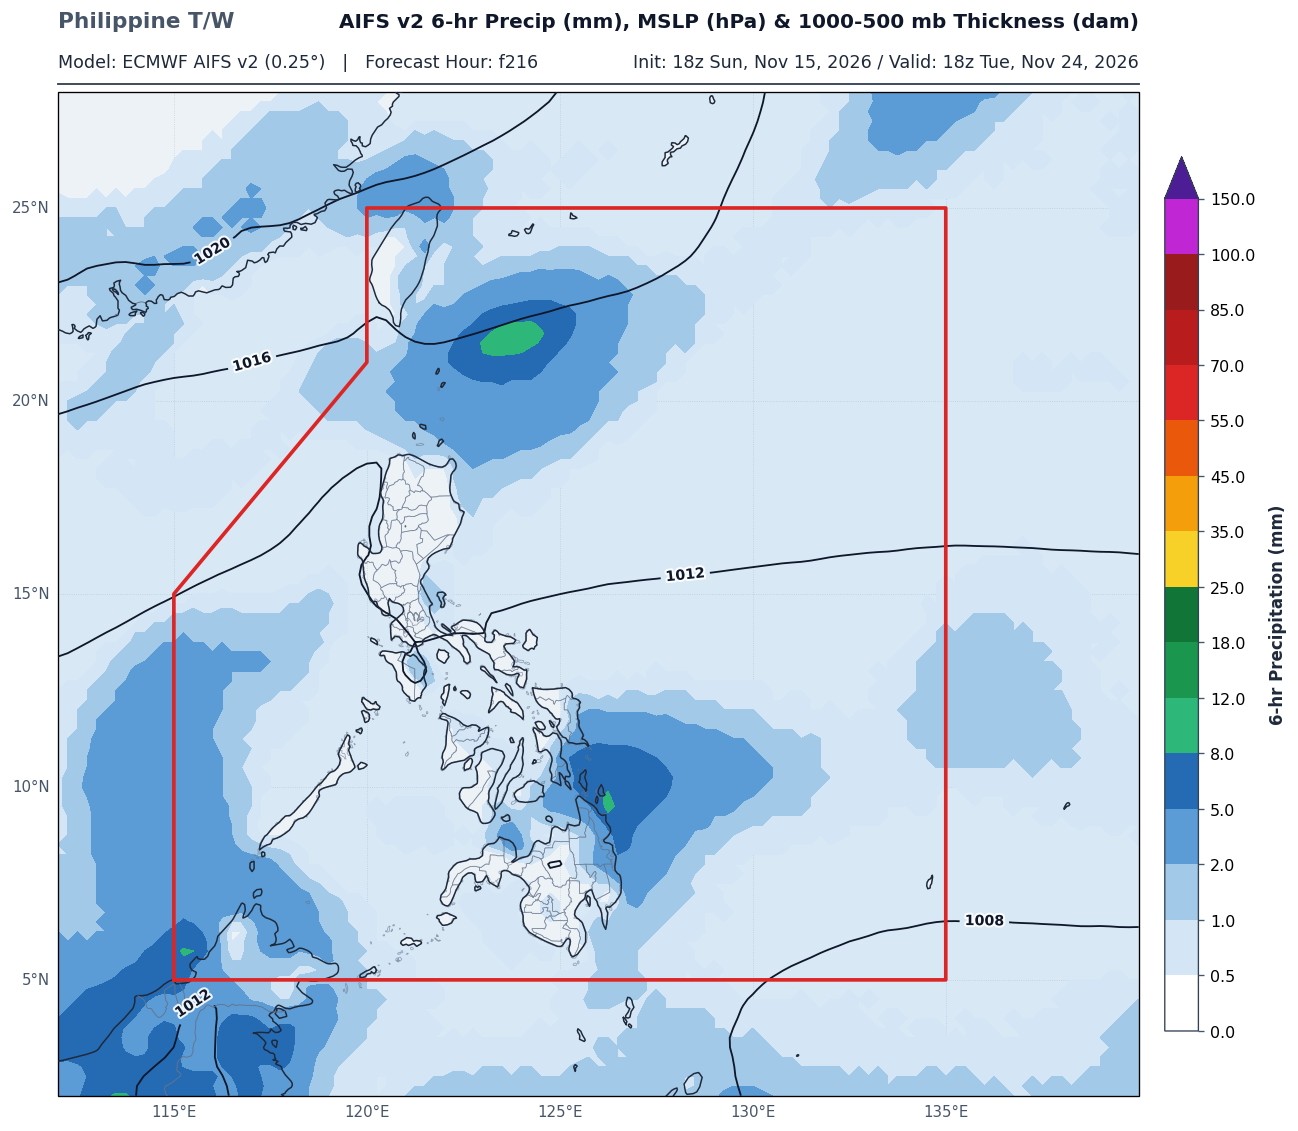 Philippine T/W
AIFS v2 6-hr Precip (mm), MSLP (hPa) & 1000-500 mb Thickness (dam)
Model: ECMWF AIFS v2 (0.25°) | Forecast Hour: f216
Init: 18z Sun, Nov 15, 2026 / Valid: 18z Tue, Nov 24, 2026
25°N
20°N
15°N
10°N
5°N
1020
1016
1012
1008
1012
115°E
120°E
125°E
130°E
135°E
150.0
100.0
85.0
70.0
55.0
45.0
35.0
25.0
18.0
12.0
8.0
5.0
2.0
1.0
0.5
0.0
6-hr Precipitation (mm)